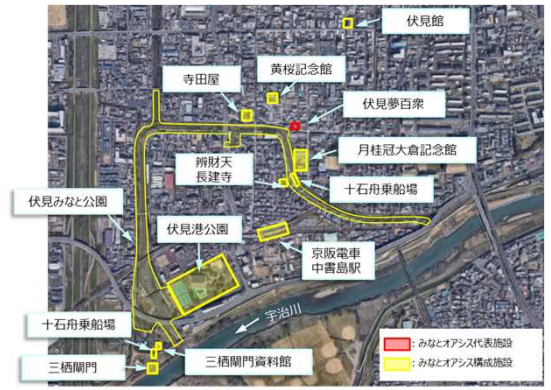 伏見館
黄桜記念館
寺田屋
伏見夢百衆
月桂冠大倉記念館
辨財天
長建寺
十石舟乗船場
伏見みなと公園
伏見港公園
京阪電車
中書島駅
宇治川
十石舟乗船場
三栖閘門資料館
三栖閘門
：みなとオアシス代表施設
：みなとオアシス構成施設